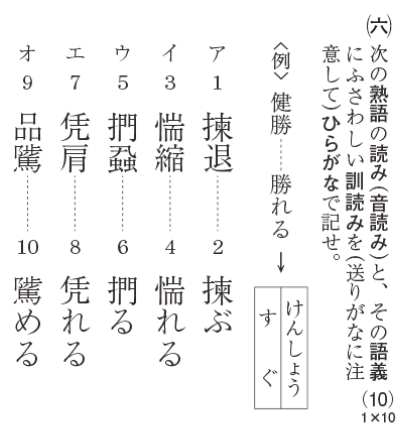 ㈥ 次の熟語の読み(音読み)と、その語義
にふさわしい訓読みを(送りがなに注
意して)ひらがなで記せ。
(10)
1×10
〈例〉健勝……勝れる → けんしょう
すぐ
ア 1 揀退……2 揀ぶ
イ 3 惴縮……4 惴れる
ウ 5 捫蝨……6 捫る
エ 7 凭肩……8 凭れる
オ 9 品騭……10 騭める